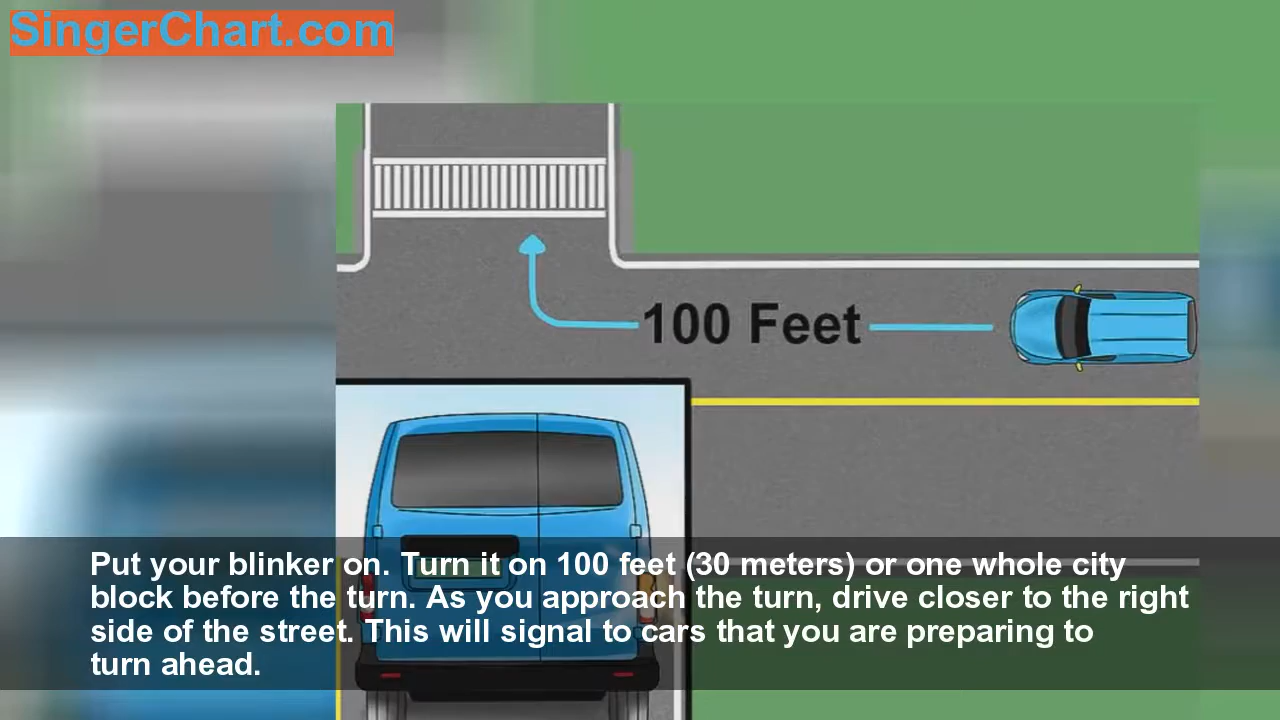 SingerChart.com
100 Feet
Put your blinker on. Turn it on 100 feet (30 meters) or one whole city
block before the turn. As you approach the turn, drive closer to the right
side of the street. This will signal to cars that you are preparing to
turn ahead.